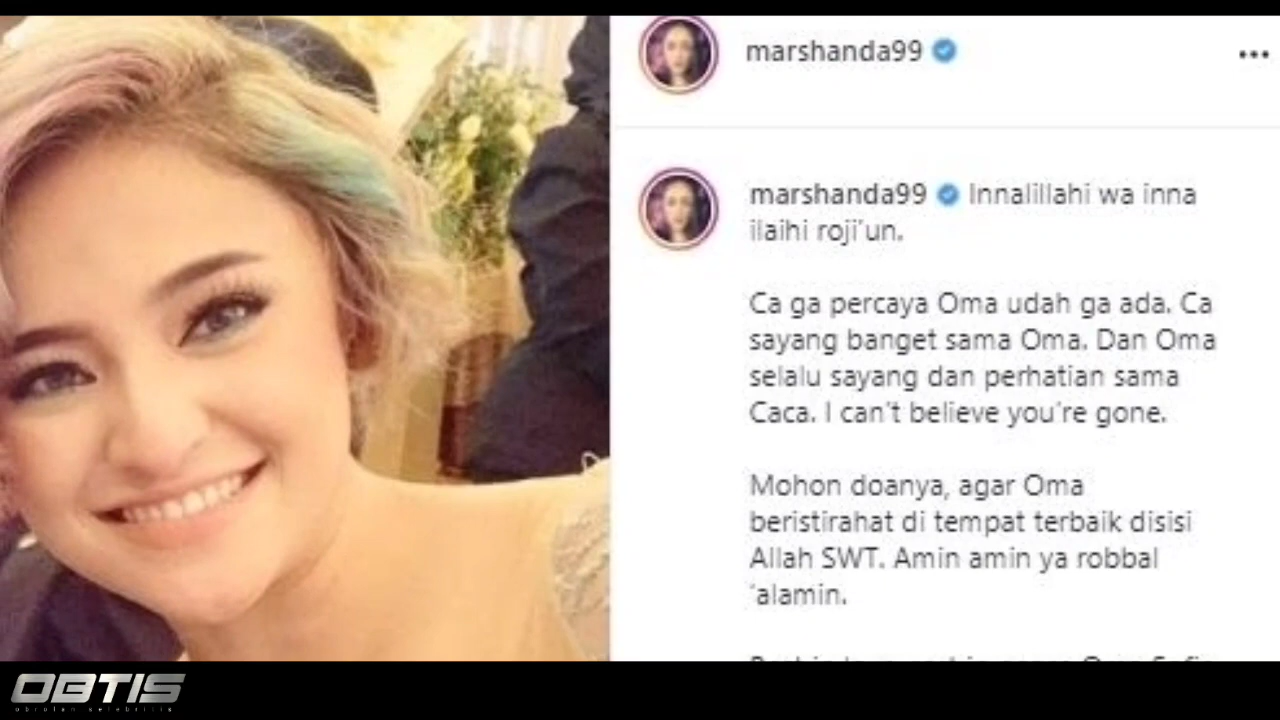 marshanda99
marshanda99 Innalillahi wa inna
ilaihi roji'un.
Ca ga percaya Oma udah ga ada. Ca
sayang banget sama Oma. Dan Oma
selalu sayang dan perhatian sama
Caca. I can't believe you're gone.
Mohon doanya, agar Oma
beristirahat di tempat terbaik disisi
Allah SWT. Amin amin ya robbal
'alamin.
OBTIS
obrolan selebritis